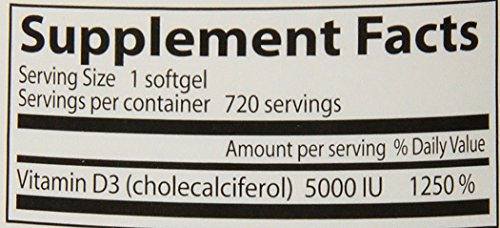 Supplement Facts
Serving Size 1 softgel
Servings per container 720 servings
Amount per serving % Daily Value
Vitamin D3 (cholecalciferol) 5000 IU 1250 %